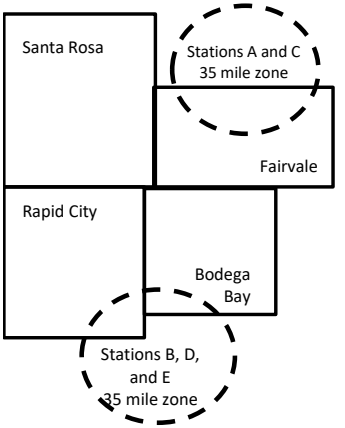 Santa Rosa
Stations A and C
35 mile zone
Fairvale
Rapid City
Bodega
Bay
Stations B, D,
and E
35 mile zone